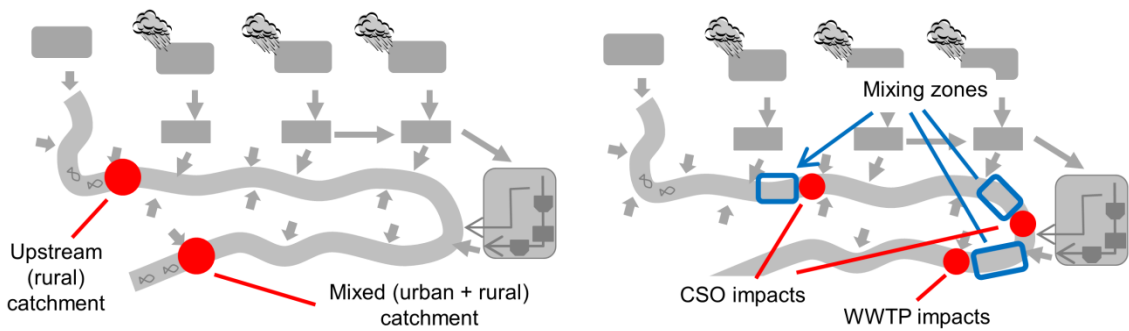 Upstream
(rural)
catchment
Mixed (urban + rural)
catchment
Mixing zones
CSO impacts
WWTP impacts